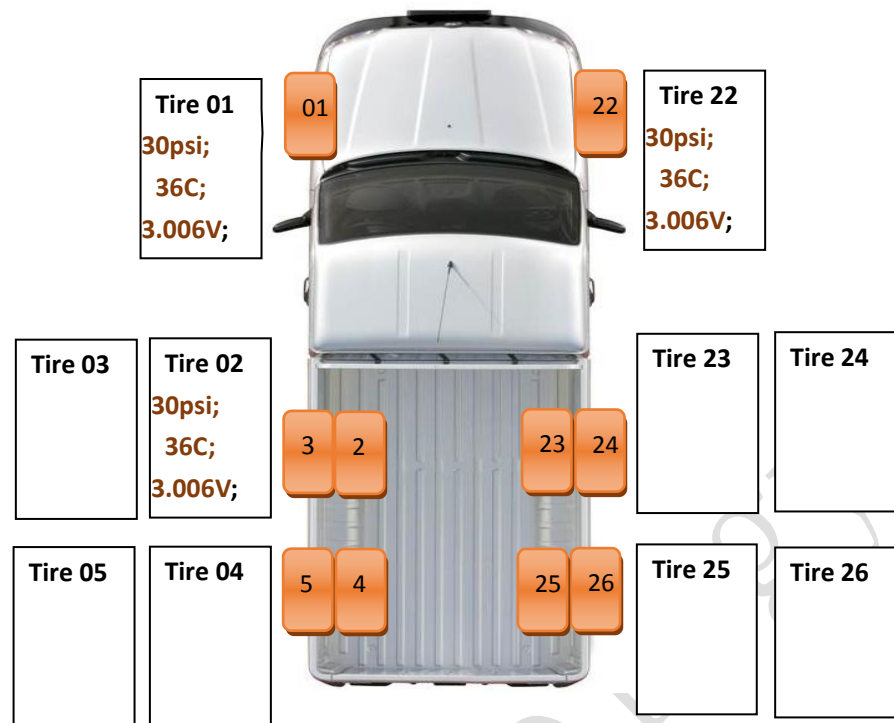 Tire 01
30psi;
36C;
3.006V;
01
22
Tire 22
30psi;
36C;
3.006V;
Tire 03
Tire 02
30psi;
36C;
3.006V;
3
2
23
24
Tire 23
Tire 24
Tire 05
Tire 04
5
4
25
26
Tire 25
Tire 26